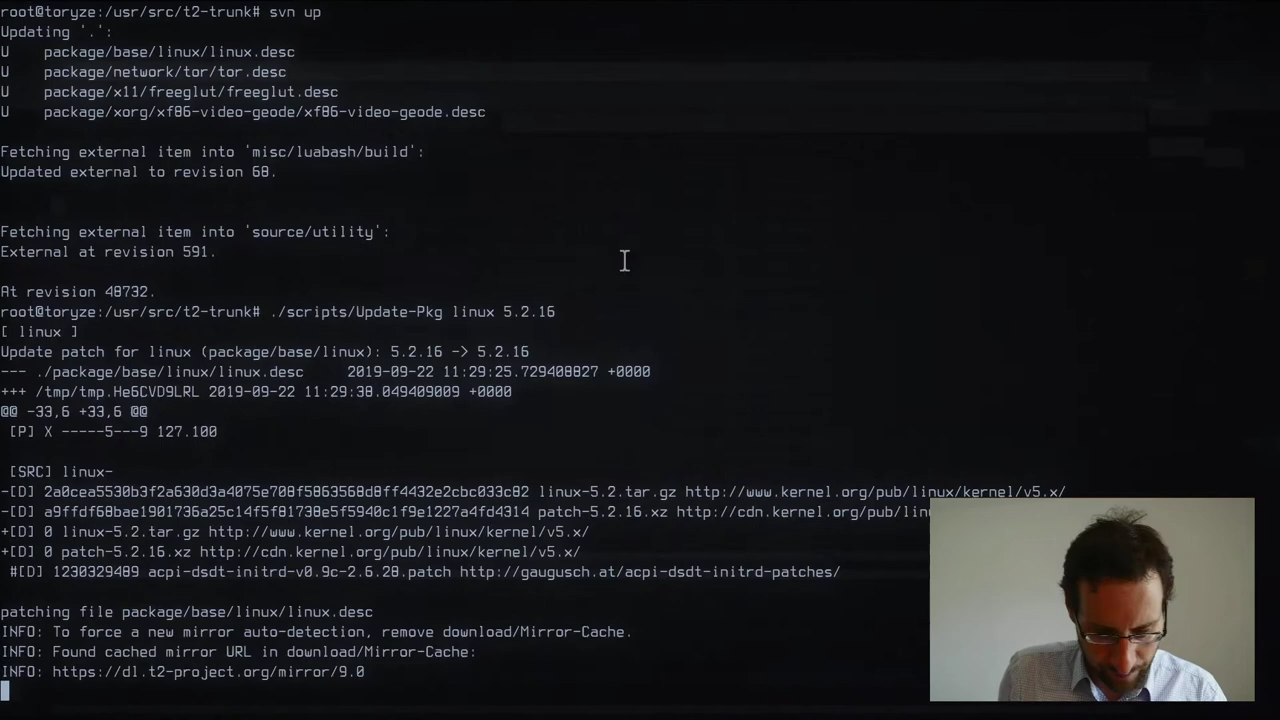 root@toryze:/usr/src/t2-trunk# svn up
Updating '.':
U    package/base/linux/linux.desc
U    package/network/tor/tor.desc
U    package/x11/freeglut/freeglut.desc
U    package/xorg/xf86-video-geode/xf86-video-geode.desc
Fetching external item into 'misc/luabash/build':
Updated external to revision 68.
Fetching external item into 'source/utility':
External at revision 591.
At revision 48732.
root@toryze:/usr/src/t2-trunk# ./scripts/Update-Pkg linux 5.2.16
[ linux ]
Update patch for linux (package/base/linux): 5.2.16 -> 5.2.16
--- ./package/base/linux/linux.desc     2019-09-22 11:29:25.729408827 +0000
+++ /tmp/tmp.He6CVD9LRL 2019-09-22 11:29:38.049409009 +0000
@@ -33,6 +33,6 @@
[P] X -----5---9 127.100
[SRC] linux-
-[D] 2a0cea5530b3f2a630d3a4075e708f5863568d8ff4432e2cbc033c82 linux-5.2.tar.gz http://www.kernel.org/pub/linux/kernel/v5.x/
-[D] a9ffdf68bae1901736a25c14f5f81738e5f5940c1f9e1227a4fd4314 patch-5.2.16.xz http://cdn.kernel.org/pub/lin
+[D] 0 linux-5.2.tar.gz http://www.kernel.org/pub/linux/kernel/v5.x/
+[D] 0 patch-5.2.16.xz http://cdn.kernel.org/pub/linux/kernel/v5.x/
#[D] 1230329489 acpi-dsdt-initrd-v0.9c-2.6.28.patch http://gaugusch.at/acpi-dsdt-initrd-patches/
patching file package/base/linux/linux.desc
INFO: To force a new mirror auto-detection, remove download/Mirror-Cache.
INFO: Found cached mirror URL in download/Mirror-Cache:
INFO: https://dl.t2-project.org/mirror/9.0